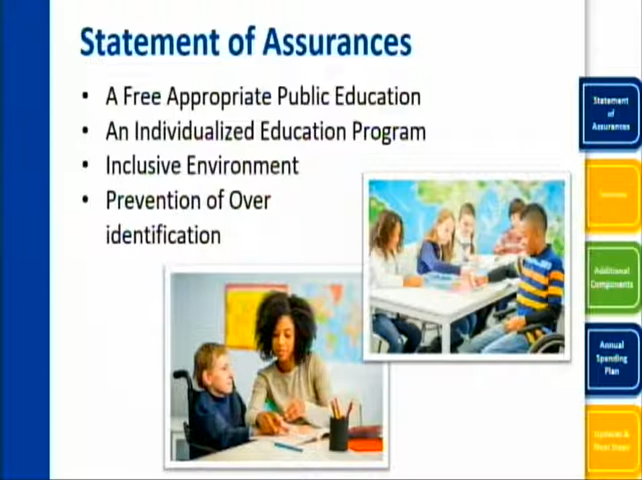 Statement of Assurances
• A Free Appropriate Public Education
• An Individualized Education Program
• Inclusive Environment
• Prevention of Over
identification
Statement
of
Assurances
Additional
Components
Annual
Spending
Plan